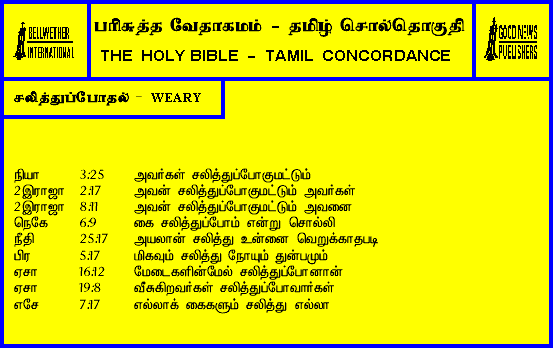 BELLWETHER
INTERNATIONAL
பரிசுத்த வேதாகமம் - தமிழ் சொல்தொகுதி
THE HOLY BIBLE - TAMIL CONCORDANCE
GOOD NEWS
PUBLISHERS
சலித்துப்போதல் - WEARY
நியா 3:25 அவர்கள் சலித்துப்போகுமட்டும்
2இராஜா 2:17 அவன் சலித்துப்போகுமட்டும் அவர்கள்
2இராஜா 8:11 அவன் சலித்துப்போகுமட்டும் அவனை
நெகே 6:9 கை சலித்துப்போம் என்று சொல்லி
நீதி 25:17 அயலான் சலித்து உன்னை வெறுக்காதபடி
பிர 5:17 மிகவும் சலித்து நோயும் துன்பமும்
ஏசா 16:12 மேடைகளின்மேல் சலித்துப்போனான்
ஏசா 19:8 வீசுகிறவர்கள் சலித்துப்போவார்கள்
எசே 7:17 எல்லாக் கைகளும் சலித்து எல்லா